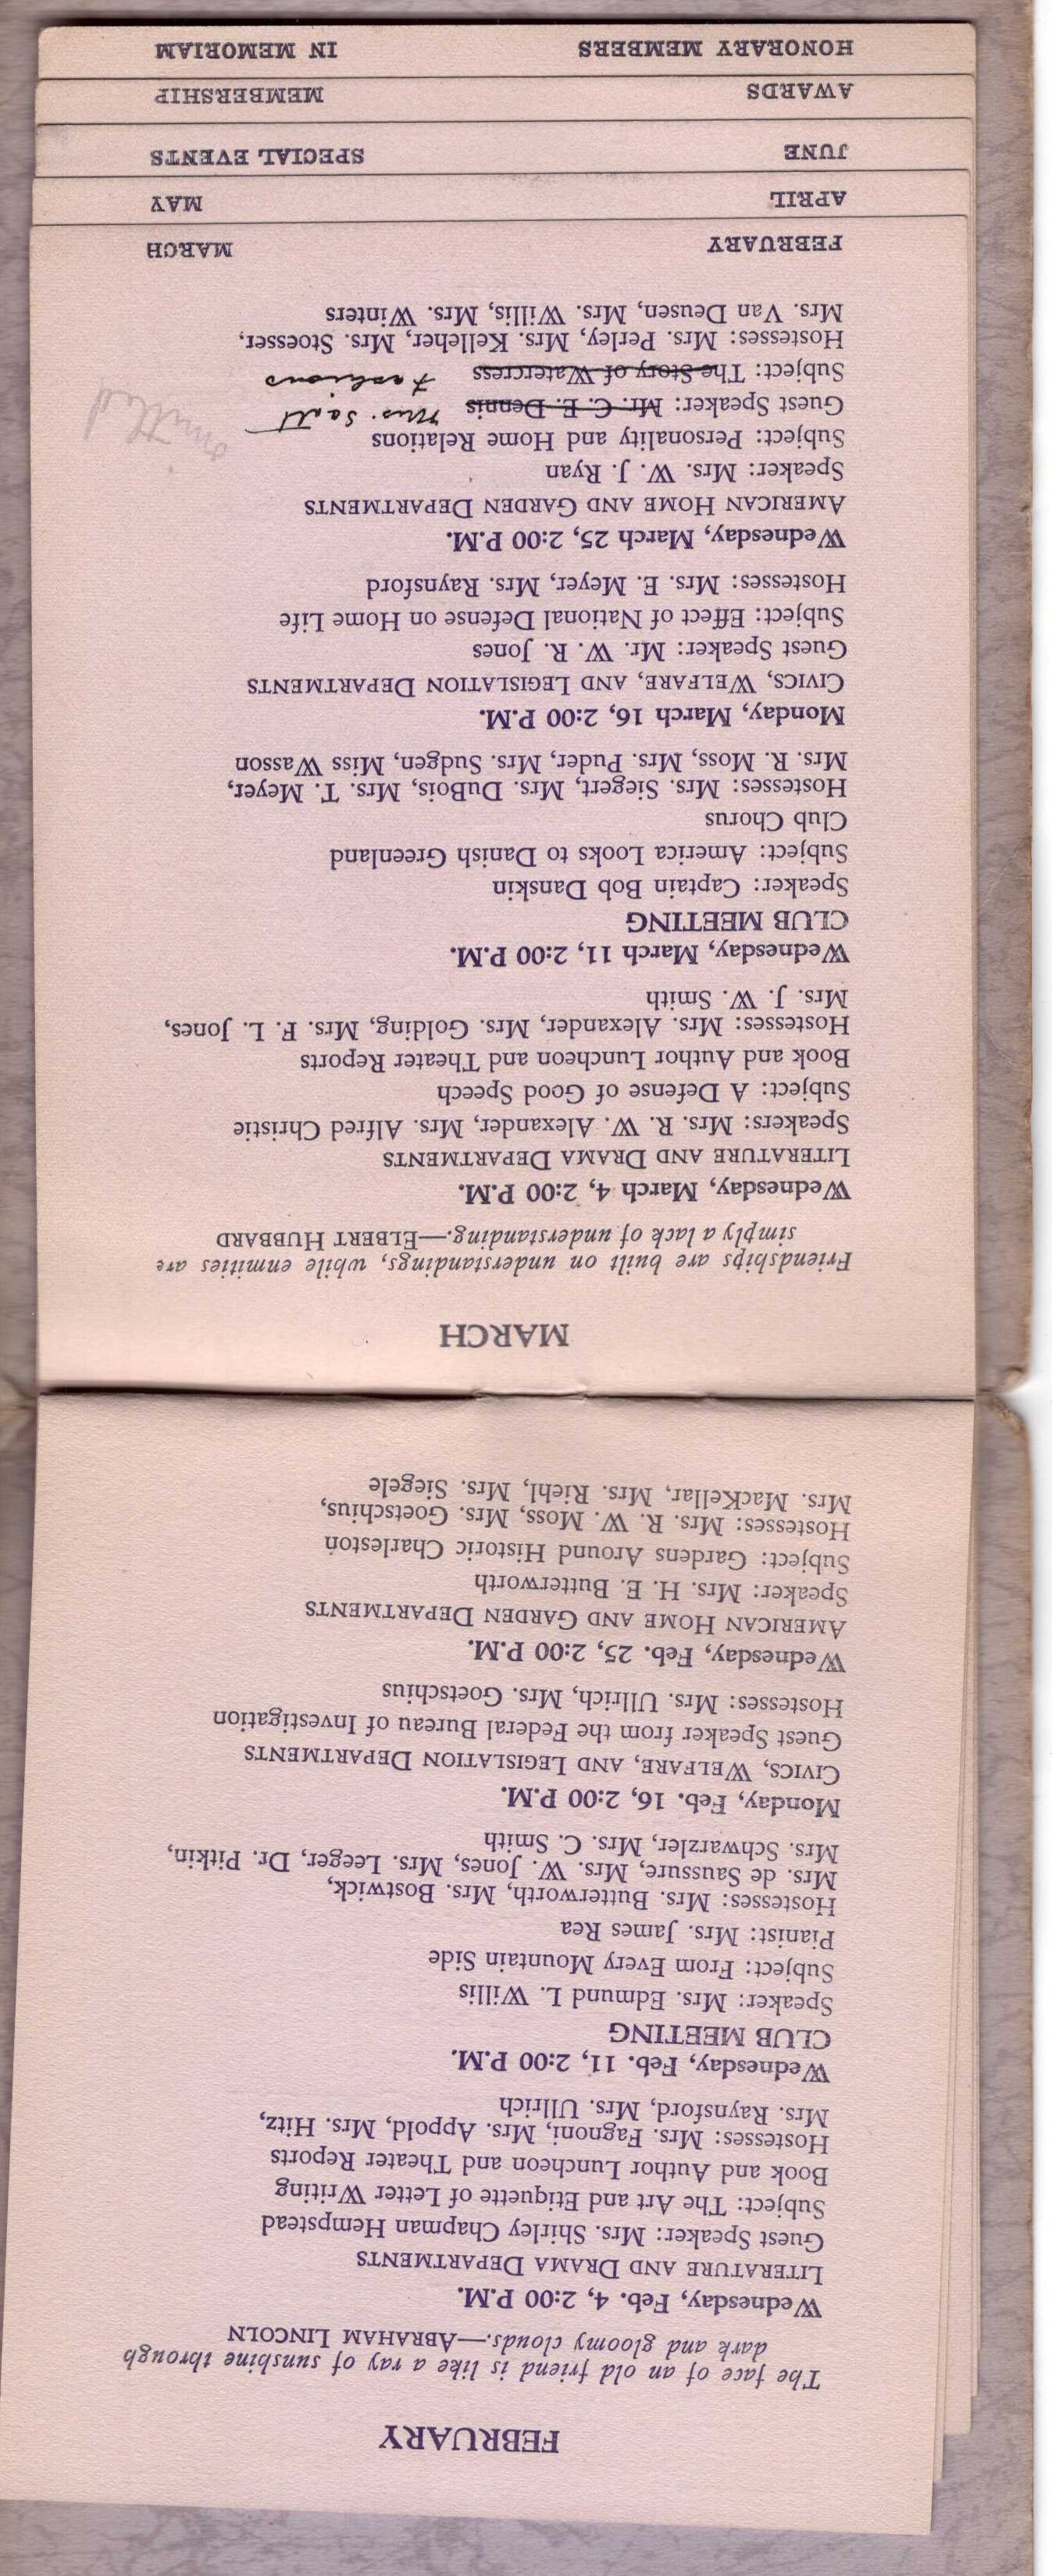 FEBRUARY
The face of an old friend is like a ray of sunshine through
dark and gloomy clouds.—ABRAHAM LINCOLN
Wednesday, Feb. 4, 2:00 P.M.
LITERATURE AND DRAMA DEPARTMENTS
Guest Speaker: Mrs. Shirley Chapman Hempstead
Subject: The Art and Etiquette of Letter Writing
Book and Author Luncheon and Theater Reports
Hostesses: Mrs. Fagnoni, Mrs. Appold, Mrs. Hitz,
Mrs. Raynsford, Mrs. Ullrich
Wednesday, Feb. 11, 2:00 P.M.
CLUB MEETING
Speaker: Mrs. Edmund L. Willis
Subject: From Every Mountain Side
Pianist: Mrs. James Rea
Hostesses: Mrs. Butterworth, Mrs. Bostwick,
Mrs. de Saussure, Mrs. W. Jones, Mrs. Leeger, Dr. Pitkin,
Mrs. Schwarzler, Mrs. C. Smith
Monday, Feb. 16, 2:00 P.M.
CIVICS, WELFARE, AND LEGISLATION DEPARTMENTS
Guest Speaker from the Federal Bureau of Investigation
Hostesses: Mrs. Ullrich, Mrs. Goetschius
Wednesday, Feb. 25, 2:00 P.M.
AMERICAN HOME AND GARDEN DEPARTMENTS
Speaker: Mrs. H. E. Butterworth
Subject: Gardens Around Historic Charleston
Hostesses: Mrs. R. W. Moss, Mrs. Goetschius,
Mrs. MacKellar, Mrs. Riehl, Mrs. Siegele
MARCH
Friendships are built on understandings, while enmities are
simply a lack of understanding.—ELBERT HUBBARD
Wednesday, March 4, 2:00 P.M.
LITERATURE AND DRAMA DEPARTMENTS
Speakers: Mrs. R. W. Alexander, Mrs. Alfred Christie
Subject: A Defense of Good Speech
Book and Author Luncheon and Theater Reports
Hostesses: Mrs. Alexander, Mrs. Golding, Mrs. F. L. Jones,
Mrs. J. W. Smith
Wednesday, March 11, 2:00 P.M.
CLUB MEETING
Speaker: Captain Bob Danskin
Subject: America Looks to Danish Greenland
Club Chorus
Hostesses: Mrs. Siegert, Mrs. DuBois, Mrs. T. Meyer,
Mrs. R. Moss, Mrs. Puder, Mrs. Sudgen, Miss Wasson
Monday, March 16, 2:00 P.M.
CIVICS, WELFARE, AND LEGISLATION DEPARTMENTS
Guest Speaker: Mr. W. R. Jones
Subject: Effect of National Defense on Home Life
Hostesses: Mrs. E. Meyer, Mrs. Raynsford
Wednesday, March 25, 2:00 P.M.
AMERICAN HOME AND GARDEN DEPARTMENTS
Speaker: Mrs. W. J. Ryan
Subject: Personality and Home Relations
omitted
Guest Speaker: Mr. C. E. Dennis Mrs.
Subject: The Story of Watercress Fashions
Hostesses: Mrs. Perley, Mrs. Kelleher, Mrs. Stoesser,
Mrs. Van Deusen, Mrs. Willis, Mrs. Winters
FEBRUARY MARCH
APRIL MAY
JUNE SPECIAL EVENTS
AWARDS MEMBERSHIP
HONORARY MEMBERS IN MEMORIAM